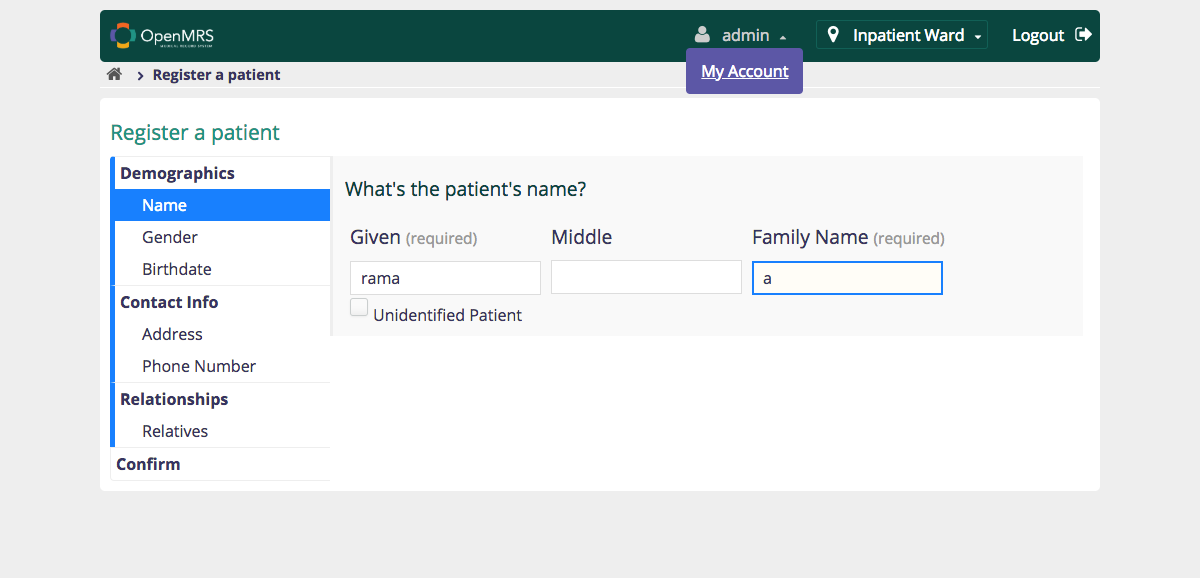 OpenMRS
MEDICAL RECORD SYSTEM
admin
Inpatient Ward
Logout
My Account
Register a patient
Register a patient
Demographics
Name
Gender
Birthdate
Contact Info
Address
Phone Number
Relationships
Relatives
Confirm
What's the patient's name?
Given (required) Middle Family Name (required)
rama a
Unidentified Patient